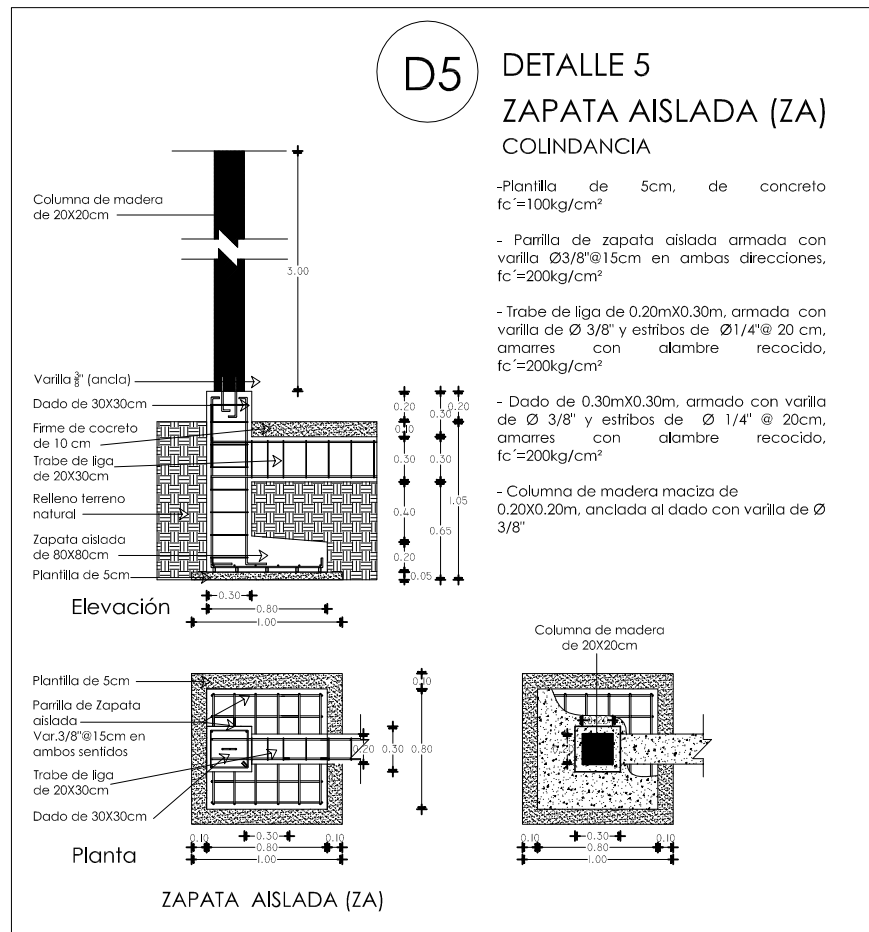 D5
DETALLE 5
ZAPATA AISLADA (ZA)
COLINDANCIA
-Plantilla de 5cm, de concreto
fc´=100kg/cm²
- Parrilla de zapata aislada armada con
varilla Ø3/8"@15cm en ambas direcciones,
fc´=200kg/cm²
- Trabe de liga de 0.20mX0.30m, armada con
varilla de Ø 3/8" y estribos de Ø1/4"@ 20 cm,
amarres con alambre recocido,
fc´=200kg/cm²
- Dado de 0.30mX0.30m, armado con varilla
de Ø 3/8" y estribos de Ø 1/4" @ 20cm,
amarres con alambre recocido,
fc´=200kg/cm²
- Columna de madera maciza de
0.20X0.20m, anclada al dado con varilla de Ø
3/8"
Columna de madera
de 20X20cm
3.00
Varilla 3/8" (ancla)
Dado de 30X30cm
Firme de cocreto
de 10 cm
Trabe de liga
de 20X30cm
Relleno terreno
natural
Zapata aislada
de 80X80cm
Plantilla de 5cm
0.20
0.30
0.20
0.10
0.30
0.30
1.05
0.40
0.65
0.20
0.05
Elevación
0.30
0.80
1.00
Plantilla de 5cm
Parrilla de Zapata
aislada
Var.3/8"@15cm en
ambos sentidos
Trabe de liga
de 20X30cm
Dado de 30X30cm
0.10
0.20
0.30
0.80
0.10
0.30
0.10
0.80
1.00
Planta
Columna de madera
de 20X20cm
0.10
0.30
0.10
0.80
1.00
ZAPATA AISLADA (ZA)